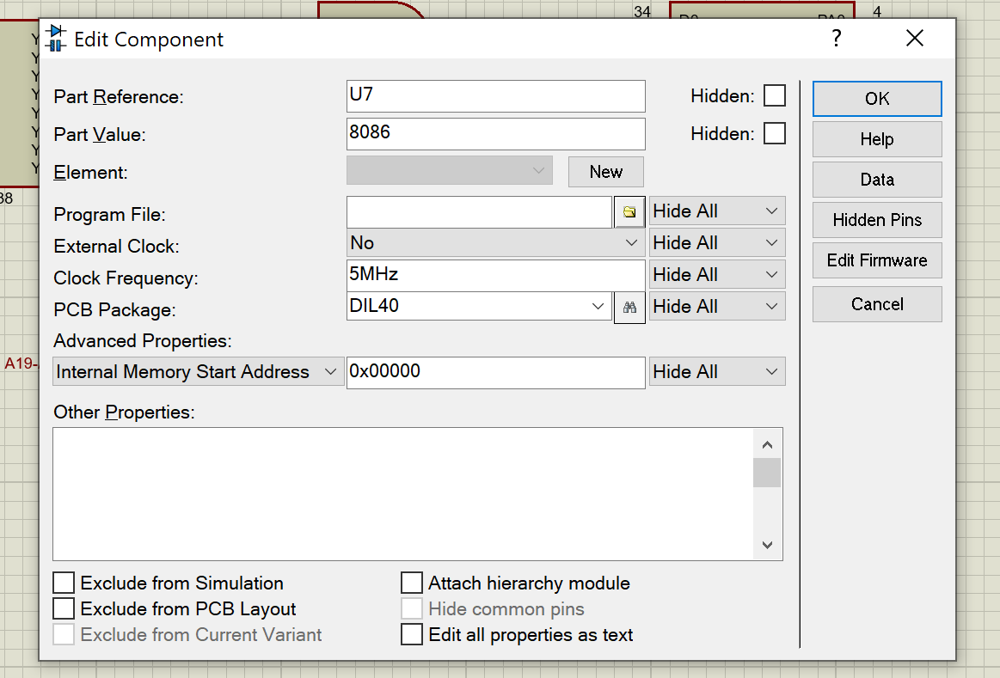 34
4
Edit Component ?
Part Reference: U7 Hidden:
Part Value: 8086 Hidden:
Element: New
Program File: Hide All
External Clock: No Hide All
Clock Frequency: 5MHz Hide All
PCB Package: DIL40 Hide All
Advanced Properties:
Internal Memory Start Address 0x00000 Hide All
Other Properties:
Exclude from Simulation
Exclude from PCB Layout
Exclude from Current Variant
Attach hierarchy module
Hide common pins
Edit all properties as text
OK
Help
Data
Hidden Pins
Edit Firmware
Cancel
A19-